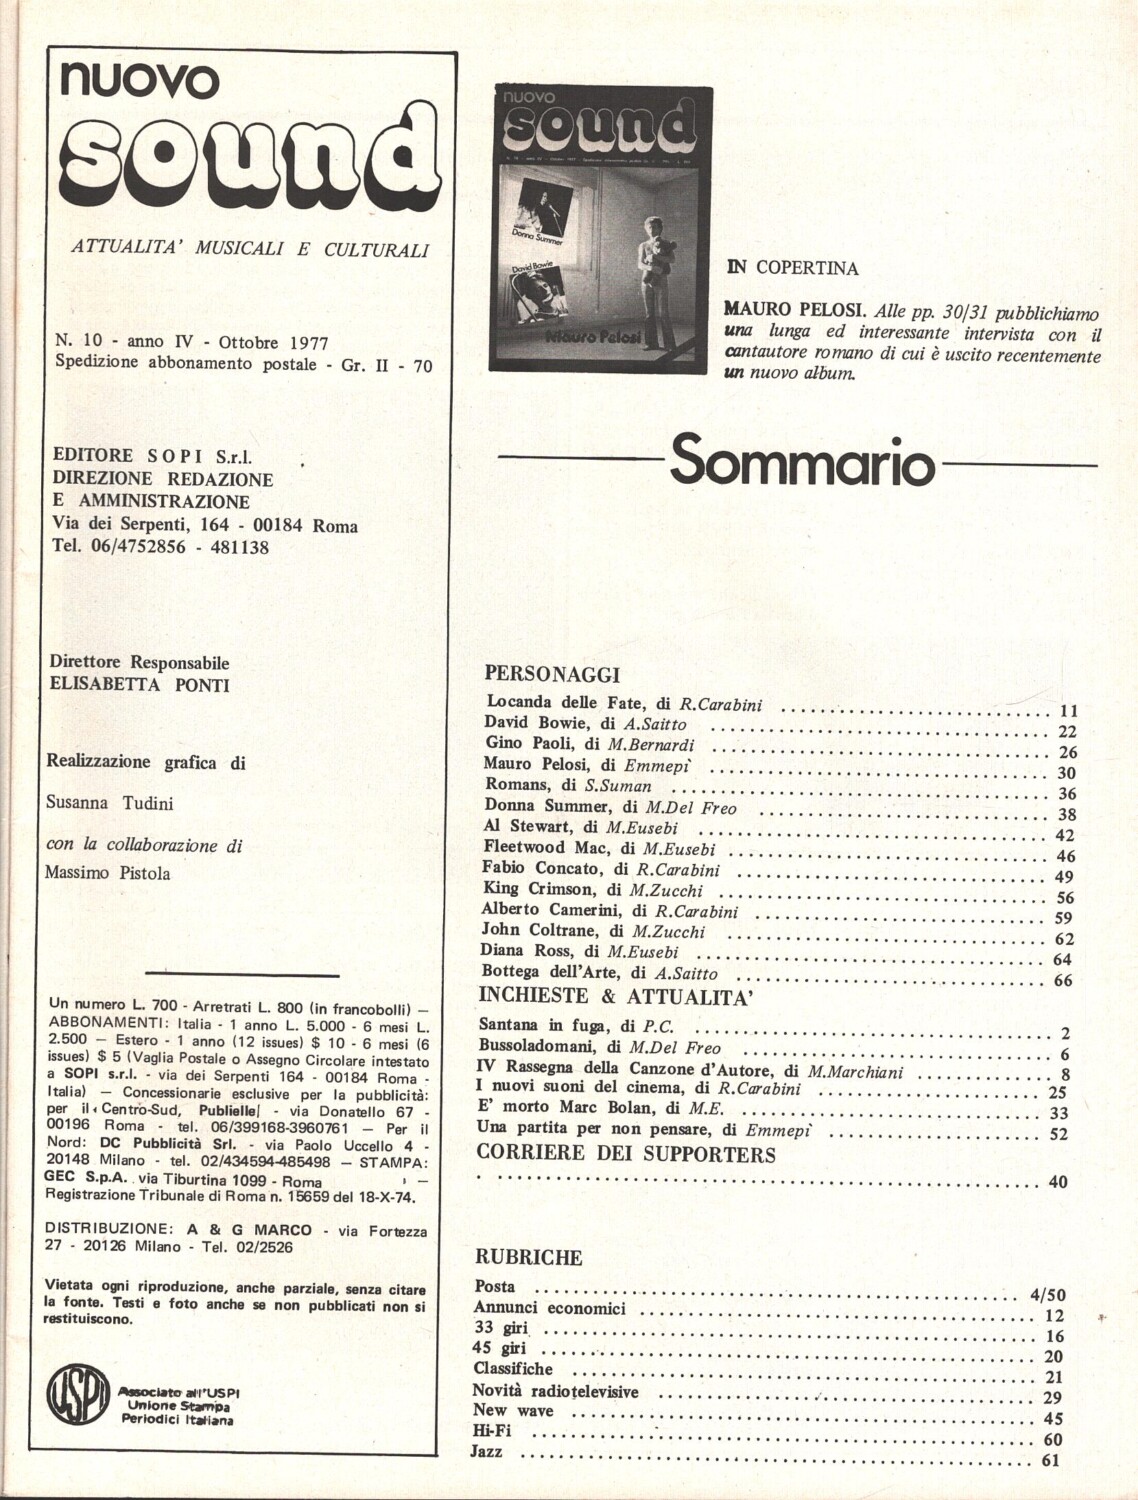 nuovo
sound
ATTUALITA' MUSICALI E CULTURALI
N. 10 - anno IV - Ottobre 1977
Spedizione abbonamento postale - Gr. II - 70
EDITORE SOPI S.r.l.
DIREZIONE REDAZIONE
E AMMINISTRAZIONE
Via dei Serpenti, 164 - 00184 Roma
Tel. 06/4752856 - 481138
Direttore Responsabile
ELISABETTA PONTI
Realizzazione grafica di
Susanna Tudini
con la collaborazione di
Massimo Pistola
Un numero L. 700 - Arretrati L. 800 (in francobolli) —
ABBONAMENTI: Italia - 1 anno L. 5.000 - 6 mesi L.
2.500 — Estero - 1 anno (12 issues) $ 10 - 6 mesi (6
issues) $ 5 (Vaglia Postale o Assegno Circolare intestato
a SOPI s.r.l. - via dei Serpenti 164 - 00184 Roma -
Italia) — Concessionarie esclusive per la pubblicità:
per il Centro-Sud, Publielle - via Donatello 67 -
00196 Roma - tel. 06/399168-3960761 — Per il
Nord: DC Pubblicità Srl. - via Paolo Uccello 4 -
20148 Milano - tel. 02/434594-485498 — STAMPA:
GEC S.p.A. via Tiburtina 1099 - Roma —
Registrazione Tribunale di Roma n. 15659 del 18-X-74.
DISTRIBUZIONE: A & G MARCO - via Fortezza
27 - 20126 Milano - Tel. 02/2526
Vietata ogni riproduzione, anche parziale, senza citare
la fonte. Testi e foto anche se non pubblicati non si
restituiscono.
USPI
Associato all'USPI
Unione Stampa
Periodici Italiana
nuovo
sound
Donna Summer
David Bowie
Mauro Pelosi
IN COPERTINA
MAURO PELOSI. Alle pp. 30/31 pubblichiamo
una lunga ed interessante intervista con il
cantautore romano di cui è uscito recentemente
un nuovo album.
Sommario
PERSONAGGI
Locanda delle Fate, di R.Carabini ........................... 11
David Bowie, di A.Saitto ........................... 22
Gino Paoli, di M.Bernardi ........................... 26
Mauro Pelosi, di Emmepì ........................... 30
Romans, di S.Suman ........................... 36
Donna Summer, di M.Del Freo ........................... 38
Al Stewart, di M.Eusebi ........................... 42
Fleetwood Mac, di M.Eusebi ........................... 46
Fabio Concato, di R.Carabini ........................... 49
King Crimson, di M.Zucchi ........................... 56
Alberto Camerini, di R.Carabini ........................... 59
John Coltrane, di M.Zucchi ........................... 62
Diana Ross, di M.Eusebi ........................... 64
Bottega dell'Arte, di A.Saitto ........................... 66
INCHIESTE & ATTUALITA'
Santana in fuga, di P.C. ........................... 2
Bussoladomani, di M.Del Freo ........................... 6
IV Rassegna della Canzone d'Autore, di M.Marchiani ............. 8
I nuovi suoni del cinema, di R.Carabini ........................... 25
E' morto Marc Bolan, di M.E. ........................... 33
Una partita per non pensare, di Emmepì ........................... 52
CORRIERE DEI SUPPORTERS
........................... 40
RUBRICHE
Posta ........................... 4/50
Annunci economici ........................... 12
33 giri ........................... 16
45 giri ........................... 20
Classifiche ........................... 21
Novità radiotelevisive ........................... 29
New wave ........................... 45
Hi-Fi ........................... 60
Jazz ........................... 61